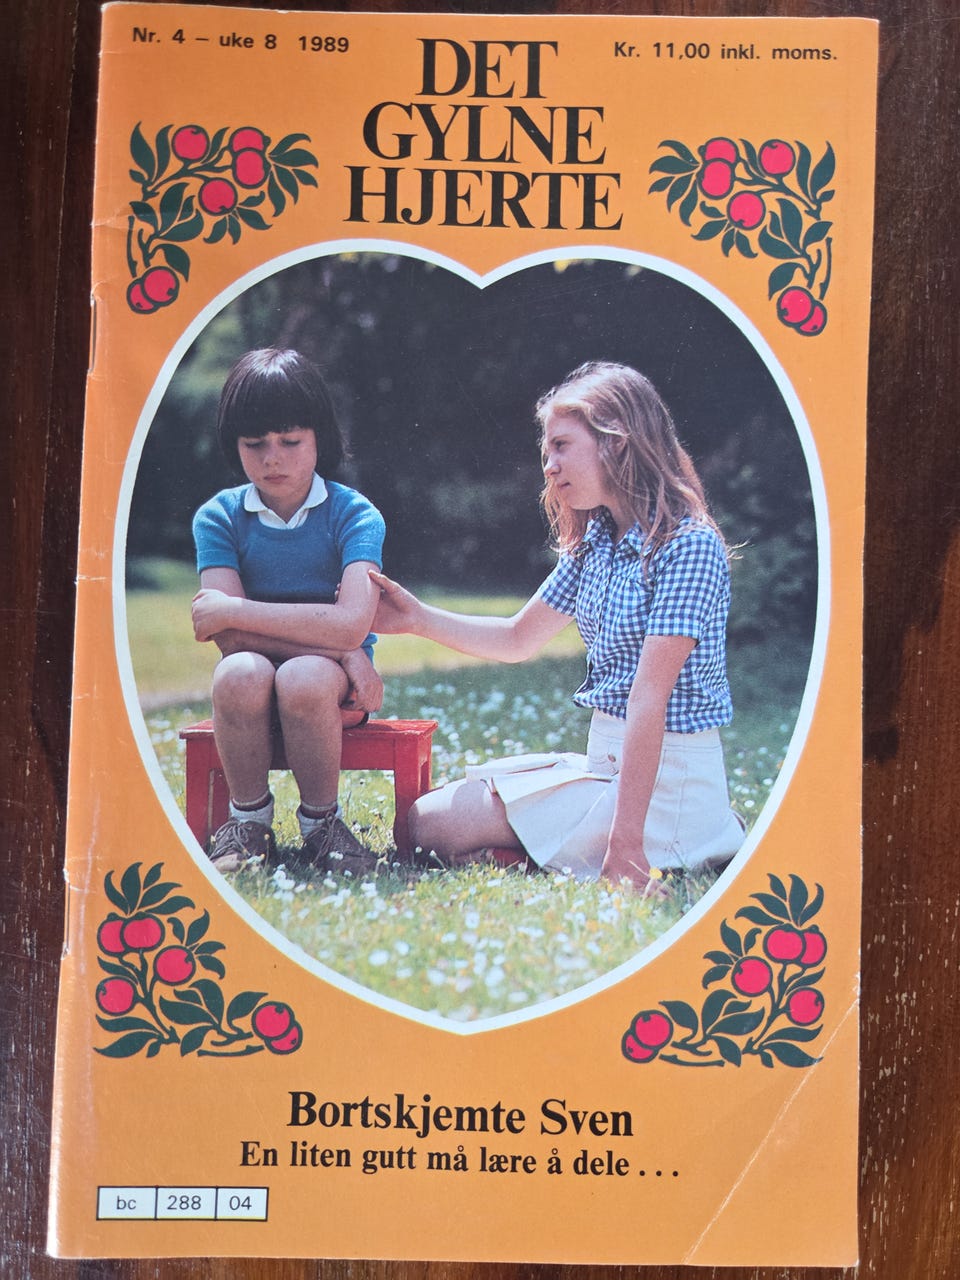 Nr. 4 – uke 8 1989
Kr. 11,00 inkl. moms.
DET
GYLNE
HJERTE
Bortskjemte Sven
En liten gutt må lære å dele . . .
bc 288 04